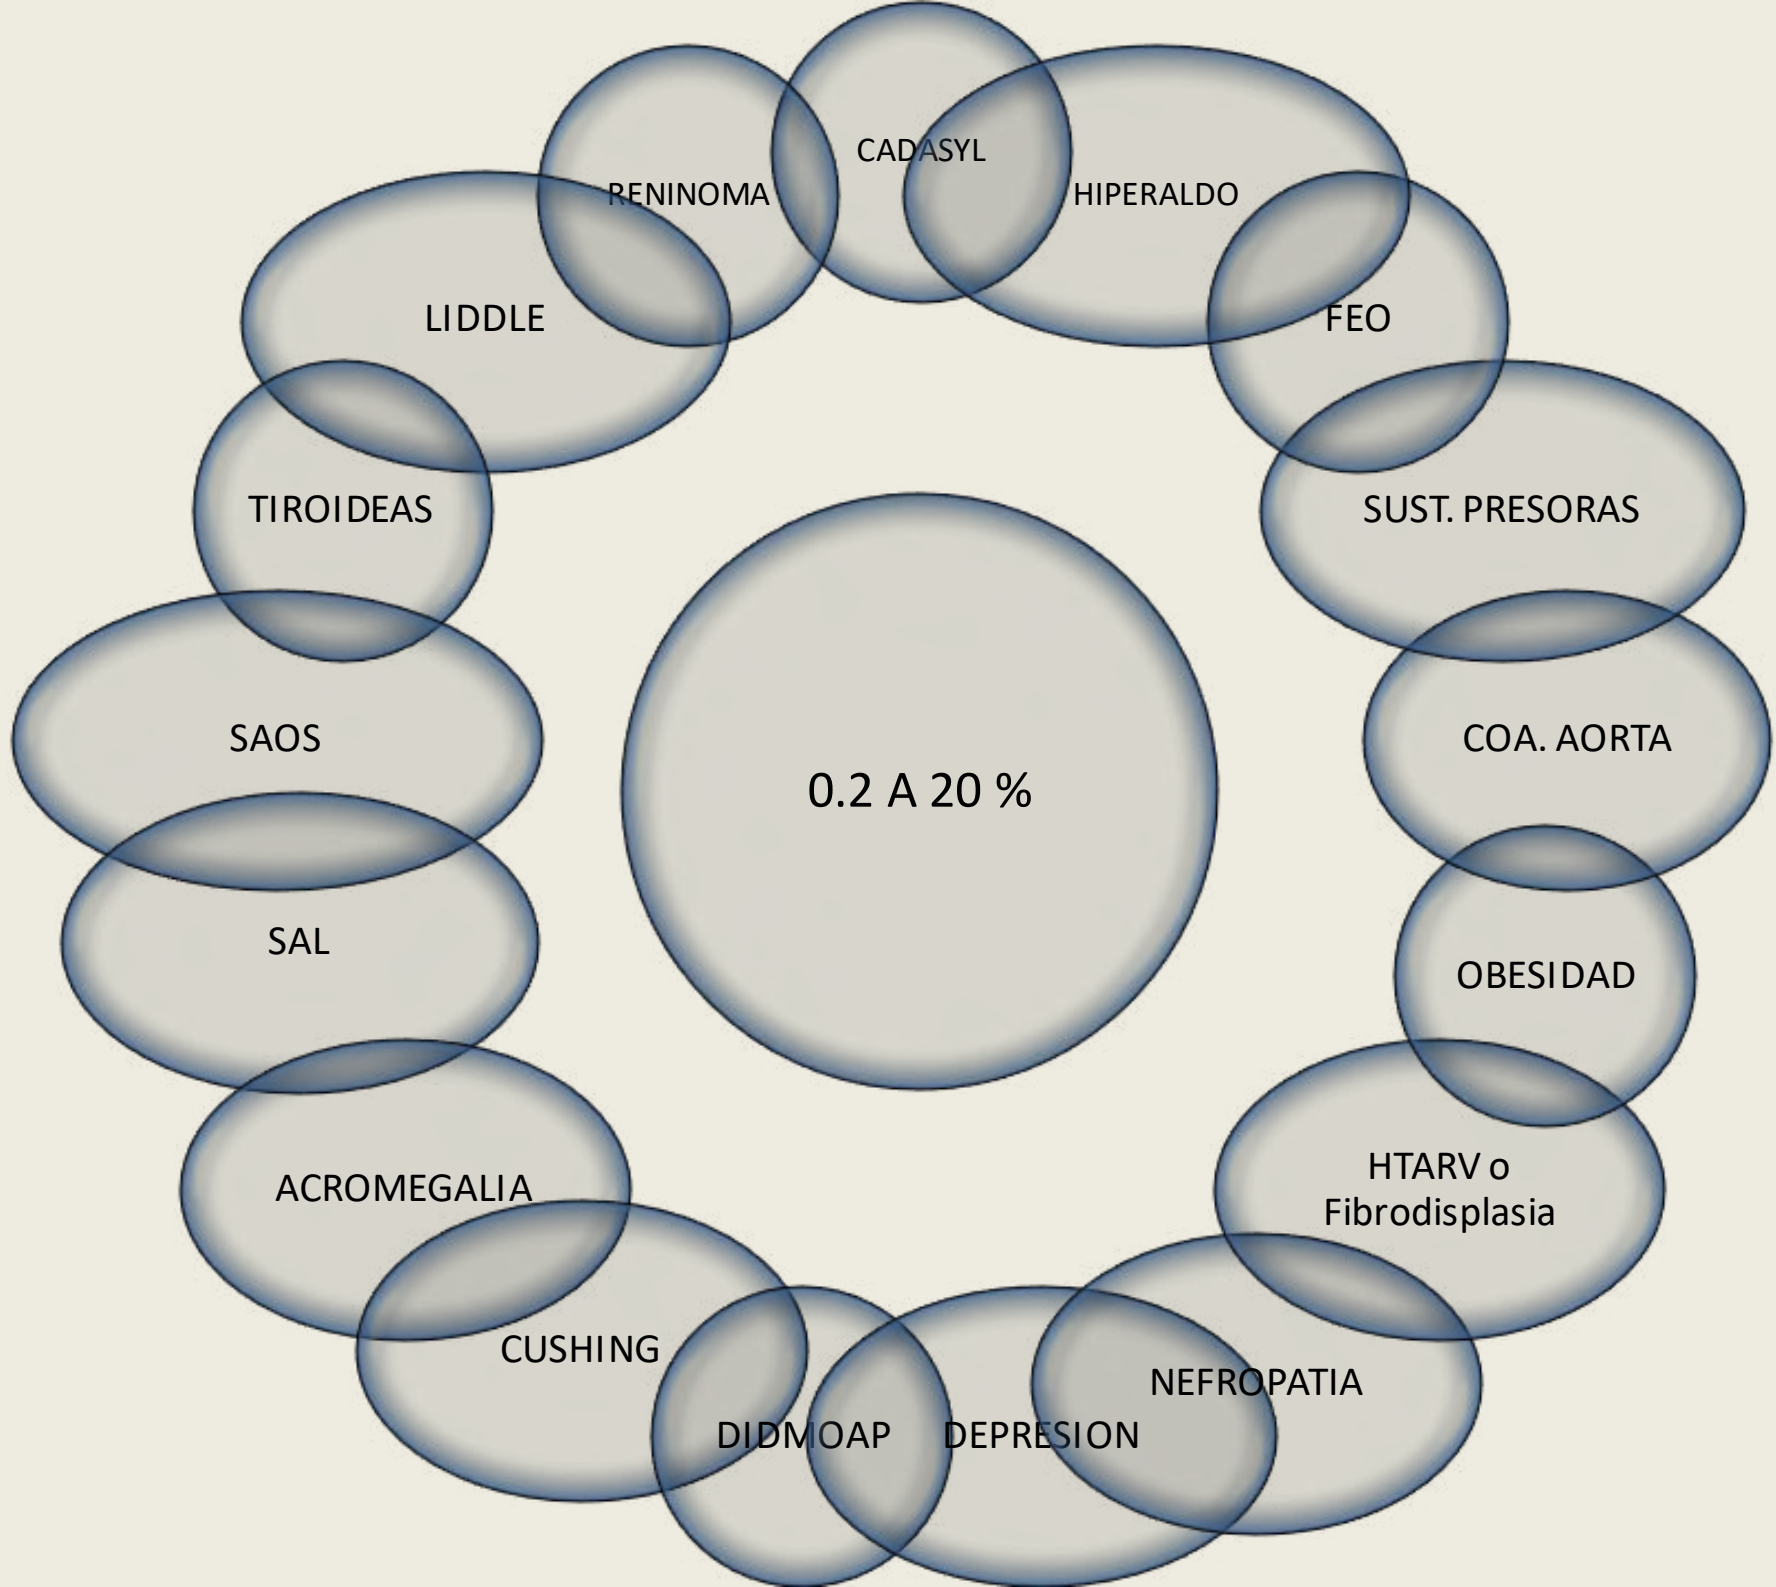 CADASYL
RENINOMA
HIPERALDO
LIDDLE
FEO
TIROIDEAS
SUST. PRESORAS
SAOS
COA. AORTA
0.2 A 20 %
SAL
OBESIDAD
HTARV o
Fibrodisplasia
ACROMEGALIA
CUSHING
NEFROPATIA
DIDMOAP
DEPRESION